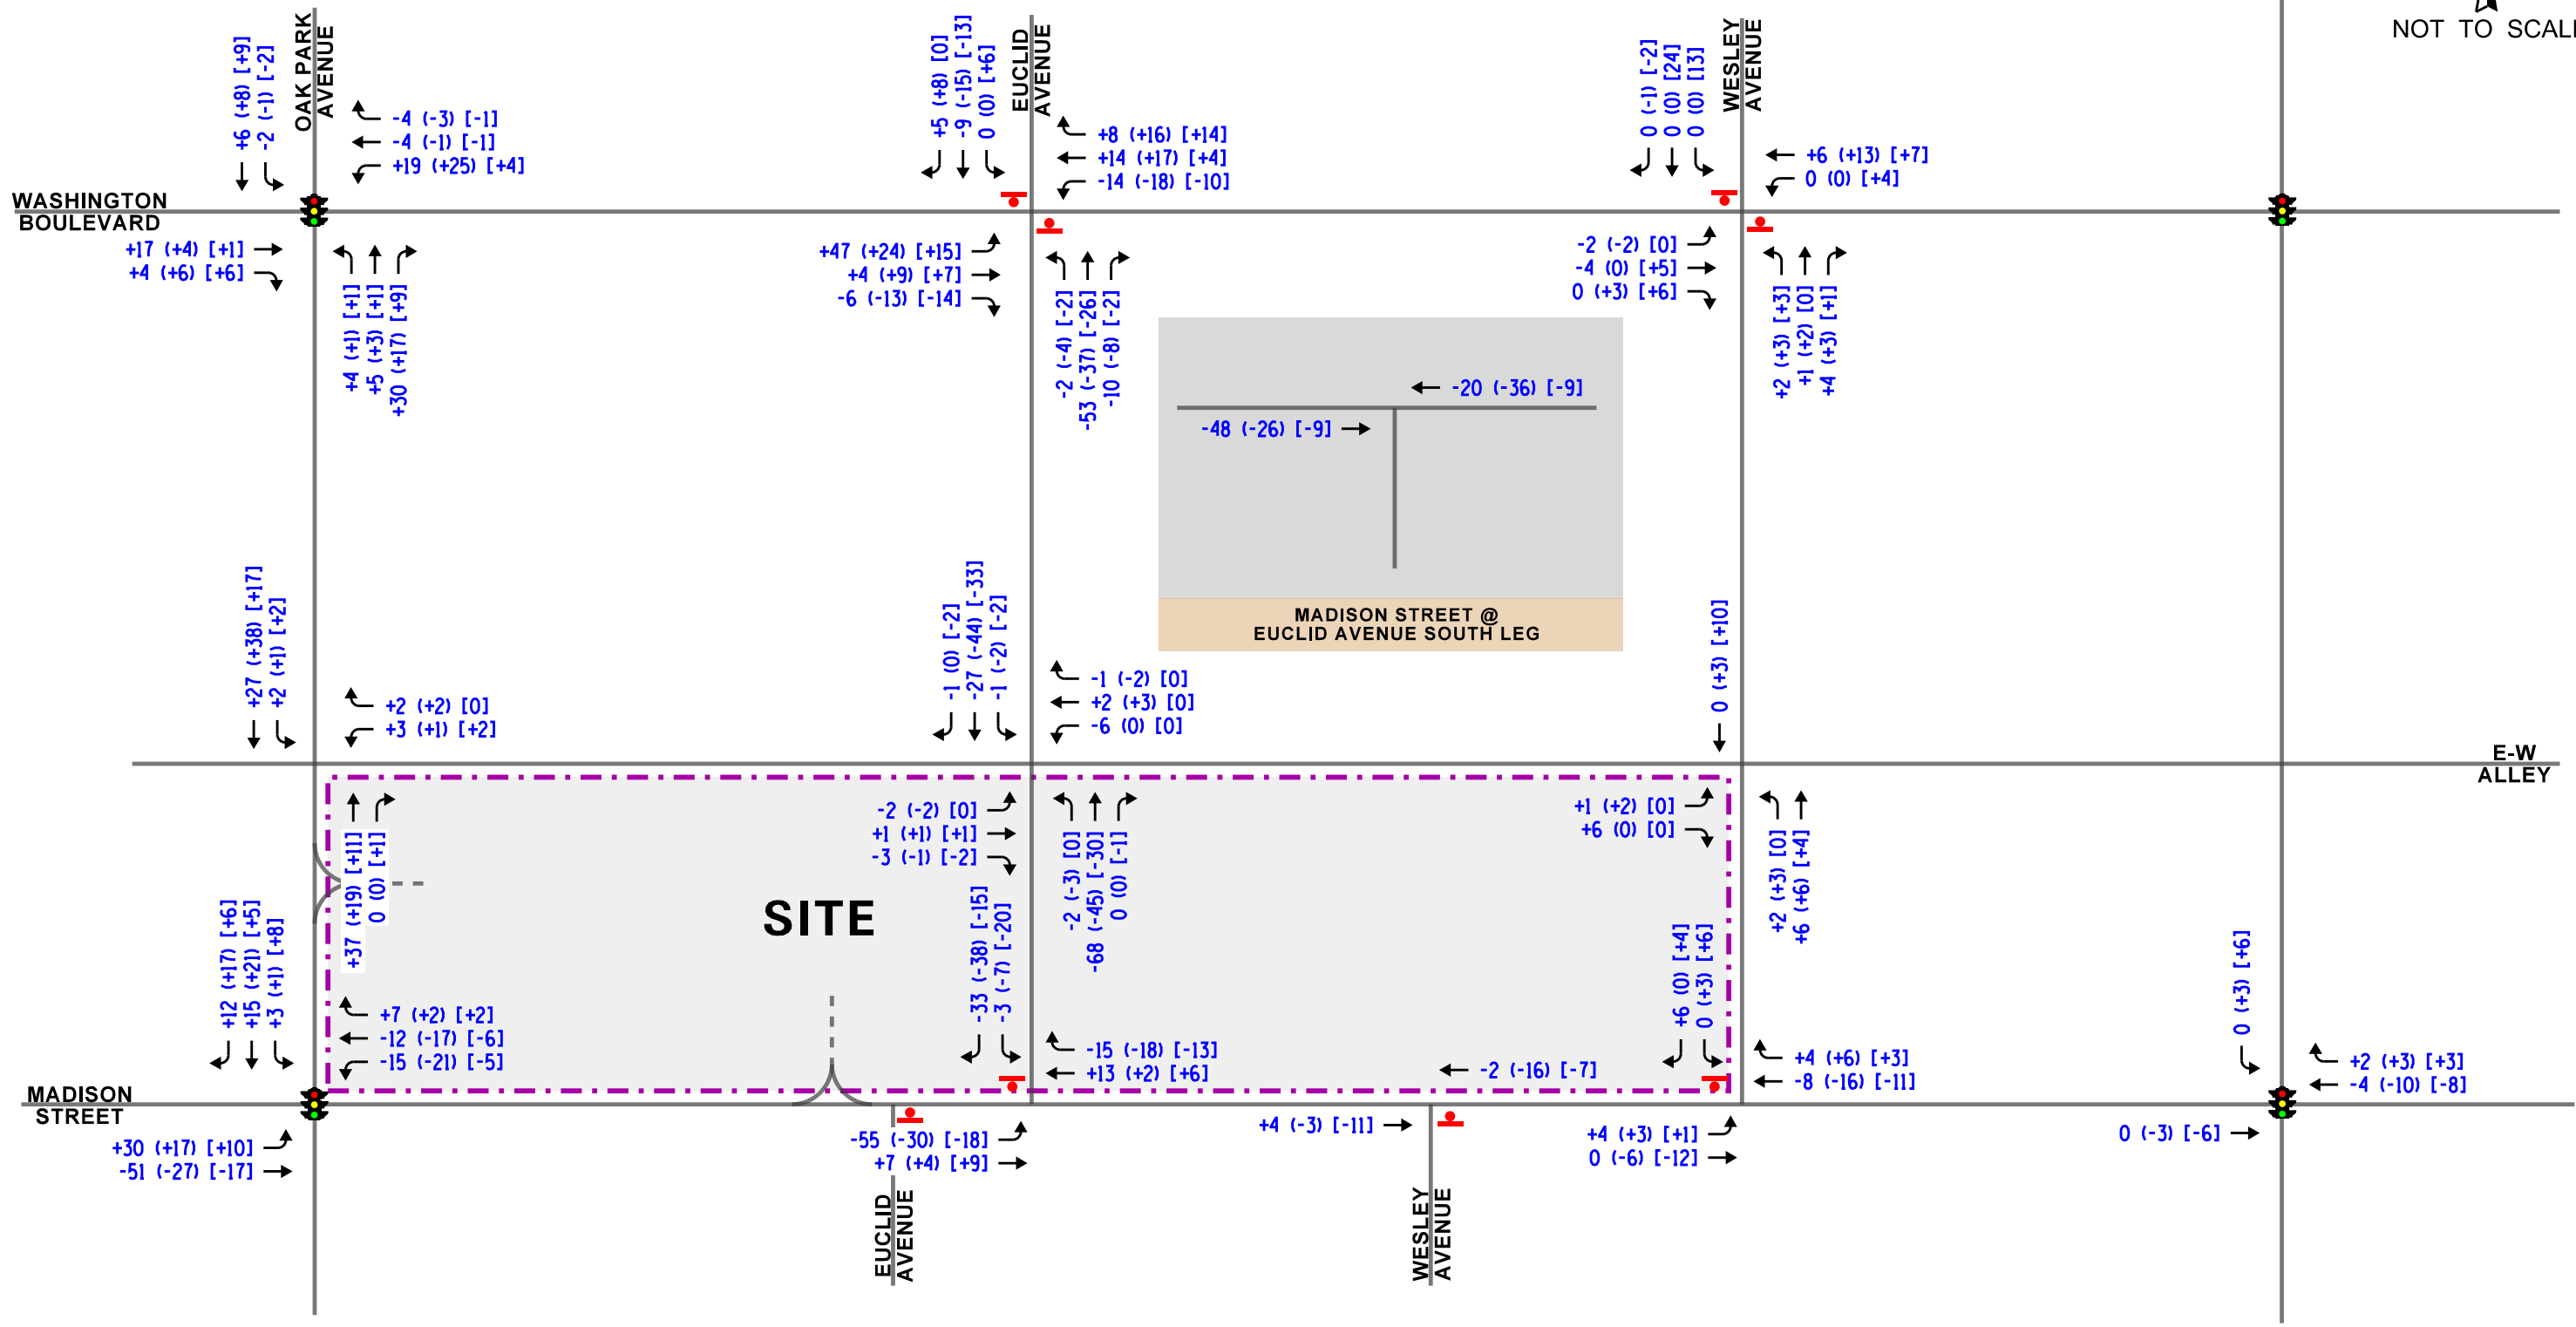 NOT TO SCAL
OAK PARK
AVENUE
+6 (+8) [+9]
-2 (-1) [-2]
-4 (-3) [-1]
-4 (-1) [-1]
+19 (+25) [+4]
EUCLID
AVENUE
+5 (+8) [0]
-9 (-15) [-13]
0 (0) [+6]
+8 (+16) [+14]
+14 (+17) [+4]
-14 (-18) [-10]
WESLEY
AVENUE
0 (-1) [-2]
0 (0) [24]
0 (0) [13]
+6 (+13) [+7]
0 (0) [+4]
WASHINGTON
BOULEVARD
+17 (+4) [+1]
+4 (+6) [+6]
+4 (+1) [+1]
+5 (+3) [+1]
+30 (+17) [+9]
+47 (+24) [+15]
+4 (+9) [+7]
-6 (-13) [-14]
-2 (-4) [-2]
-53 (-37) [-26]
-10 (-8) [-2]
-2 (-2) [0]
-4 (0) [+5]
0 (+3) [+6]
+2 (+3) [+3]
+1 (+2) [0]
+4 (+3) [+1]
-20 (-36) [-9]
-48 (-26) [-9]
MADISON STREET @
EUCLID AVENUE SOUTH LEG
+27 (+38) [+17]
+2 (+1) [+2]
+2 (+2) [0]
+3 (+1) [+2]
-1 (0) [-2]
-27 (-44) [-33]
-1 (-2) [-2]
-1 (-2) [0]
+2 (+3) [0]
-6 (0) [0]
0 (+3) [+10]
E-W
ALLEY
+37 (+19) [+11]
0 (0) [+1]
-2 (-2) [0]
+1 (+1) [+1]
-3 (-1) [-2]
-2 (-3) [0]
-68 (-45) [-30]
0 (0) [-1]
+1 (+2) [0]
+6 (0) [0]
+2 (+3) [0]
+6 (+6) [+4]
SITE
+12 (+17) [+6]
+15 (+21) [+5]
+3 (+1) [+8]
+7 (+2) [+2]
-12 (-17) [-6]
-15 (-21) [-5]
-33 (-38) [-15]
-3 (-7) [-20]
-15 (-18) [-13]
+13 (+2) [+6]
-2 (-16) [-7]
+6 (0) [+4]
0 (+3) [+6]
+4 (+6) [+3]
-8 (-16) [-11]
0 (+3) [+6]
+2 (+3) [+3]
-4 (-10) [-8]
MADISON
STREET
+30 (+17) [+10]
-51 (-27) [-17]
-55 (-30) [-18]
+7 (+4) [+9]
+4 (-3) [-11]
+4 (+3) [+1]
0 (-6) [-12]
0 (-3) [-6]
EUCLID
AVENUE
WESLEY
AVENUE